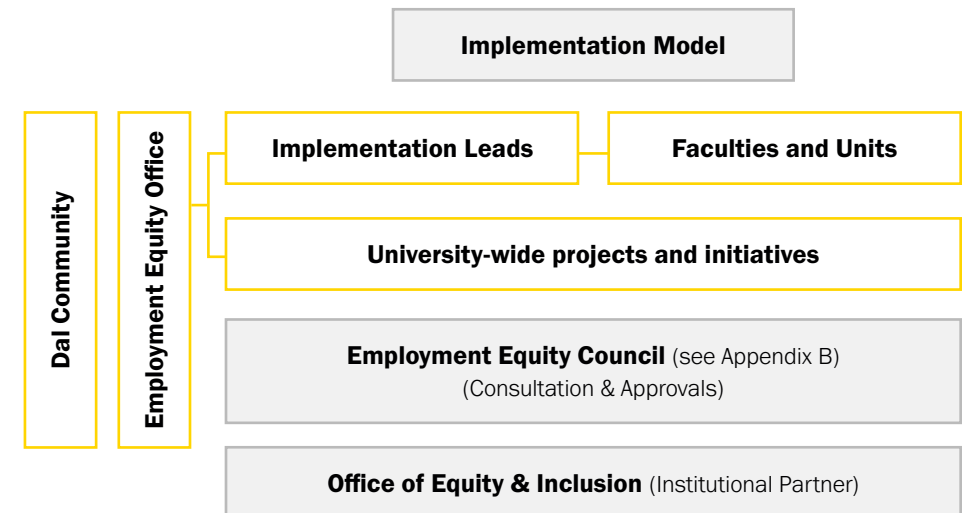 Implementation Model
Dal Community
Employment Equity Office
Implementation Leads
Faculties and Units
University-wide projects and initiatives
Employment Equity Council (see Appendix B)
(Consultation & Approvals)
Office of Equity & Inclusion (Institutional Partner)